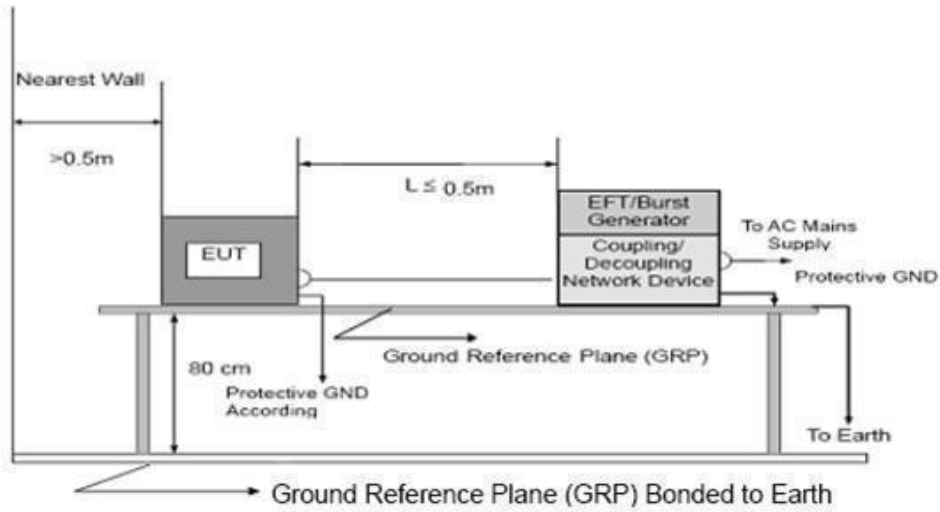 Nearest Wall
>0.5m
L ≤ 0.5m
EFT/Burst
Generator
To AC Mains
Supply
EUT
Coupling/
Decoupling
Network Device
Protective GND
Ground Reference Plane (GRP)
80 cm
Protective GND
According
To Earth
Ground Reference Plane (GRP) Bonded to Earth